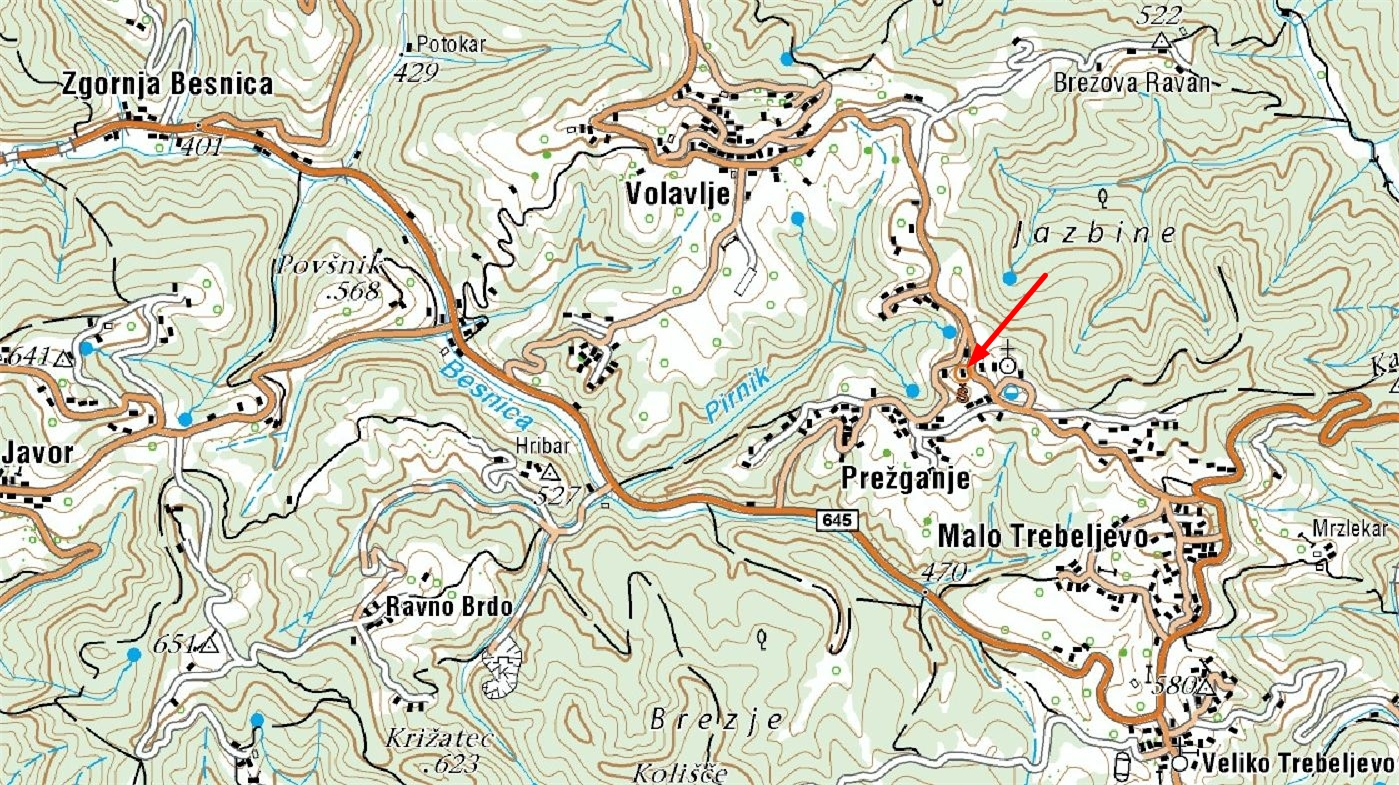 522
Potokar
429
Zgornja Besnica
Brezova Ravan
401
Volavlje
Jazbine
Povšnik
.568
641
Besnica
Pirnik
Š
Javor
Hribar
527
Prežganje
645
Malo Trebeljevo
Mrzlekar
470
Ravno Brdo
651
580
Brezje
Križatec
.623
Kolišče
Veliko Trebeljevo